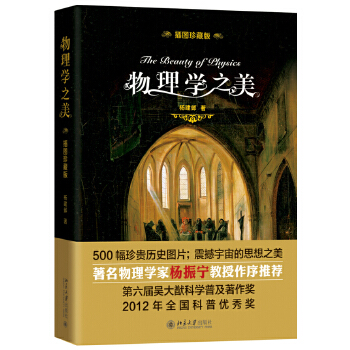 物理学之美
插图珍藏版
杨建邺 著
插图珍藏版
The Beauty of Physics
物理学之美
杨建邺 著
500幅珍贵历史图片；震撼宇宙的思想之美
著名物理学家杨振宁教授作序推荐
第六届吴大猷科学普及著作奖
2012年全国科普优秀奖
北京大学出版社